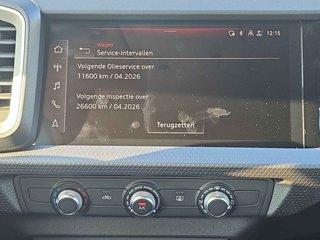 12:15
Wagen
Service-intervallen
Volgende Olieservice over
11600 km / 04.2026
Volgende Inspectie over
26600 km / 04.2026
Terugzetten
A/C